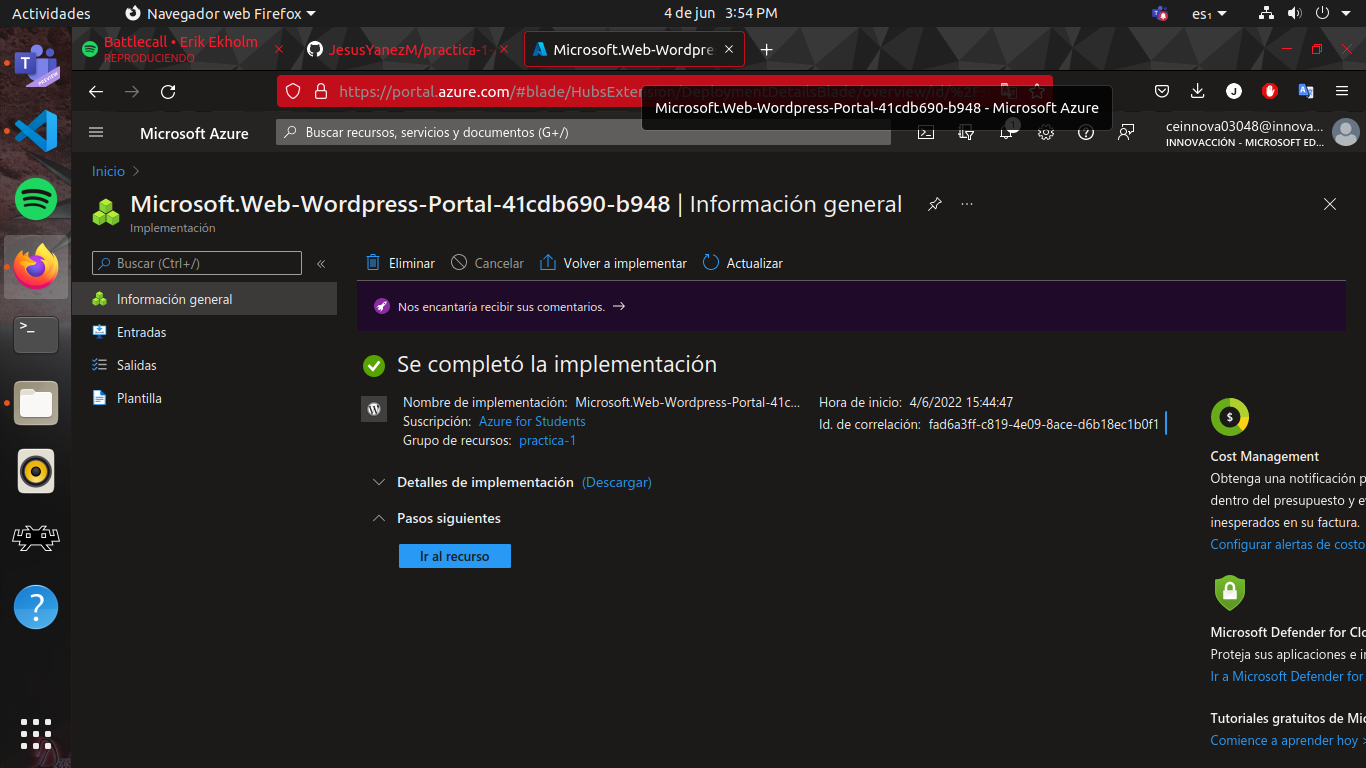 Actividades
Navegador web Firefox
4 de jun 3:54 PM
es₁
Battlecall • Erik Ekholm
REPRODUCIENDO
JesusYanezM/practica-1
Microsoft.Web-Wordpre
https://portal.azure.com/#blade/HubsExtension/DeploymentDetailsBlade/overview/id/%2F
Microsoft.Web-Wordpress-Portal-41cdb690-b948 - Microsoft Azure
Microsoft Azure
Buscar recursos, servicios y documentos (G+/)
1
ceinnova03048@innova...
INNOVACCIÓN - MICROSOFT ED...
Inicio
Microsoft.Web-Wordpress-Portal-41cdb690-b948 | Información general
Implementación
Buscar (Ctrl+/)
Eliminar
Cancelar
Volver a implementar
Actualizar
Información general
Entradas
Salidas
Plantilla
Nos encantaría recibir sus comentarios.
Se completó la implementación
Nombre de implementación: Microsoft.Web-Wordpress-Portal-41c...
Suscripción: Azure for Students
Grupo de recursos: practica-1
Hora de inicio: 4/6/2022 15:44:47
Id. de correlación: fad6a3ff-c819-4e09-8ace-d6b18ec1b0f1
Detalles de implementación (Descargar)
Pasos siguientes
Ir al recurso
Cost Management
Obtenga una notificación p
dentro del presupuesto y e
inesperados en su factura.
Configurar alertas de costo
Microsoft Defender for Clo
Proteja sus aplicaciones e i
Ir a Microsoft Defender for
Tutoriales gratuitos de Mic
Comience a aprender hoy >